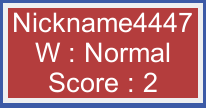 Nickname4447
W : Normal
Score : 2